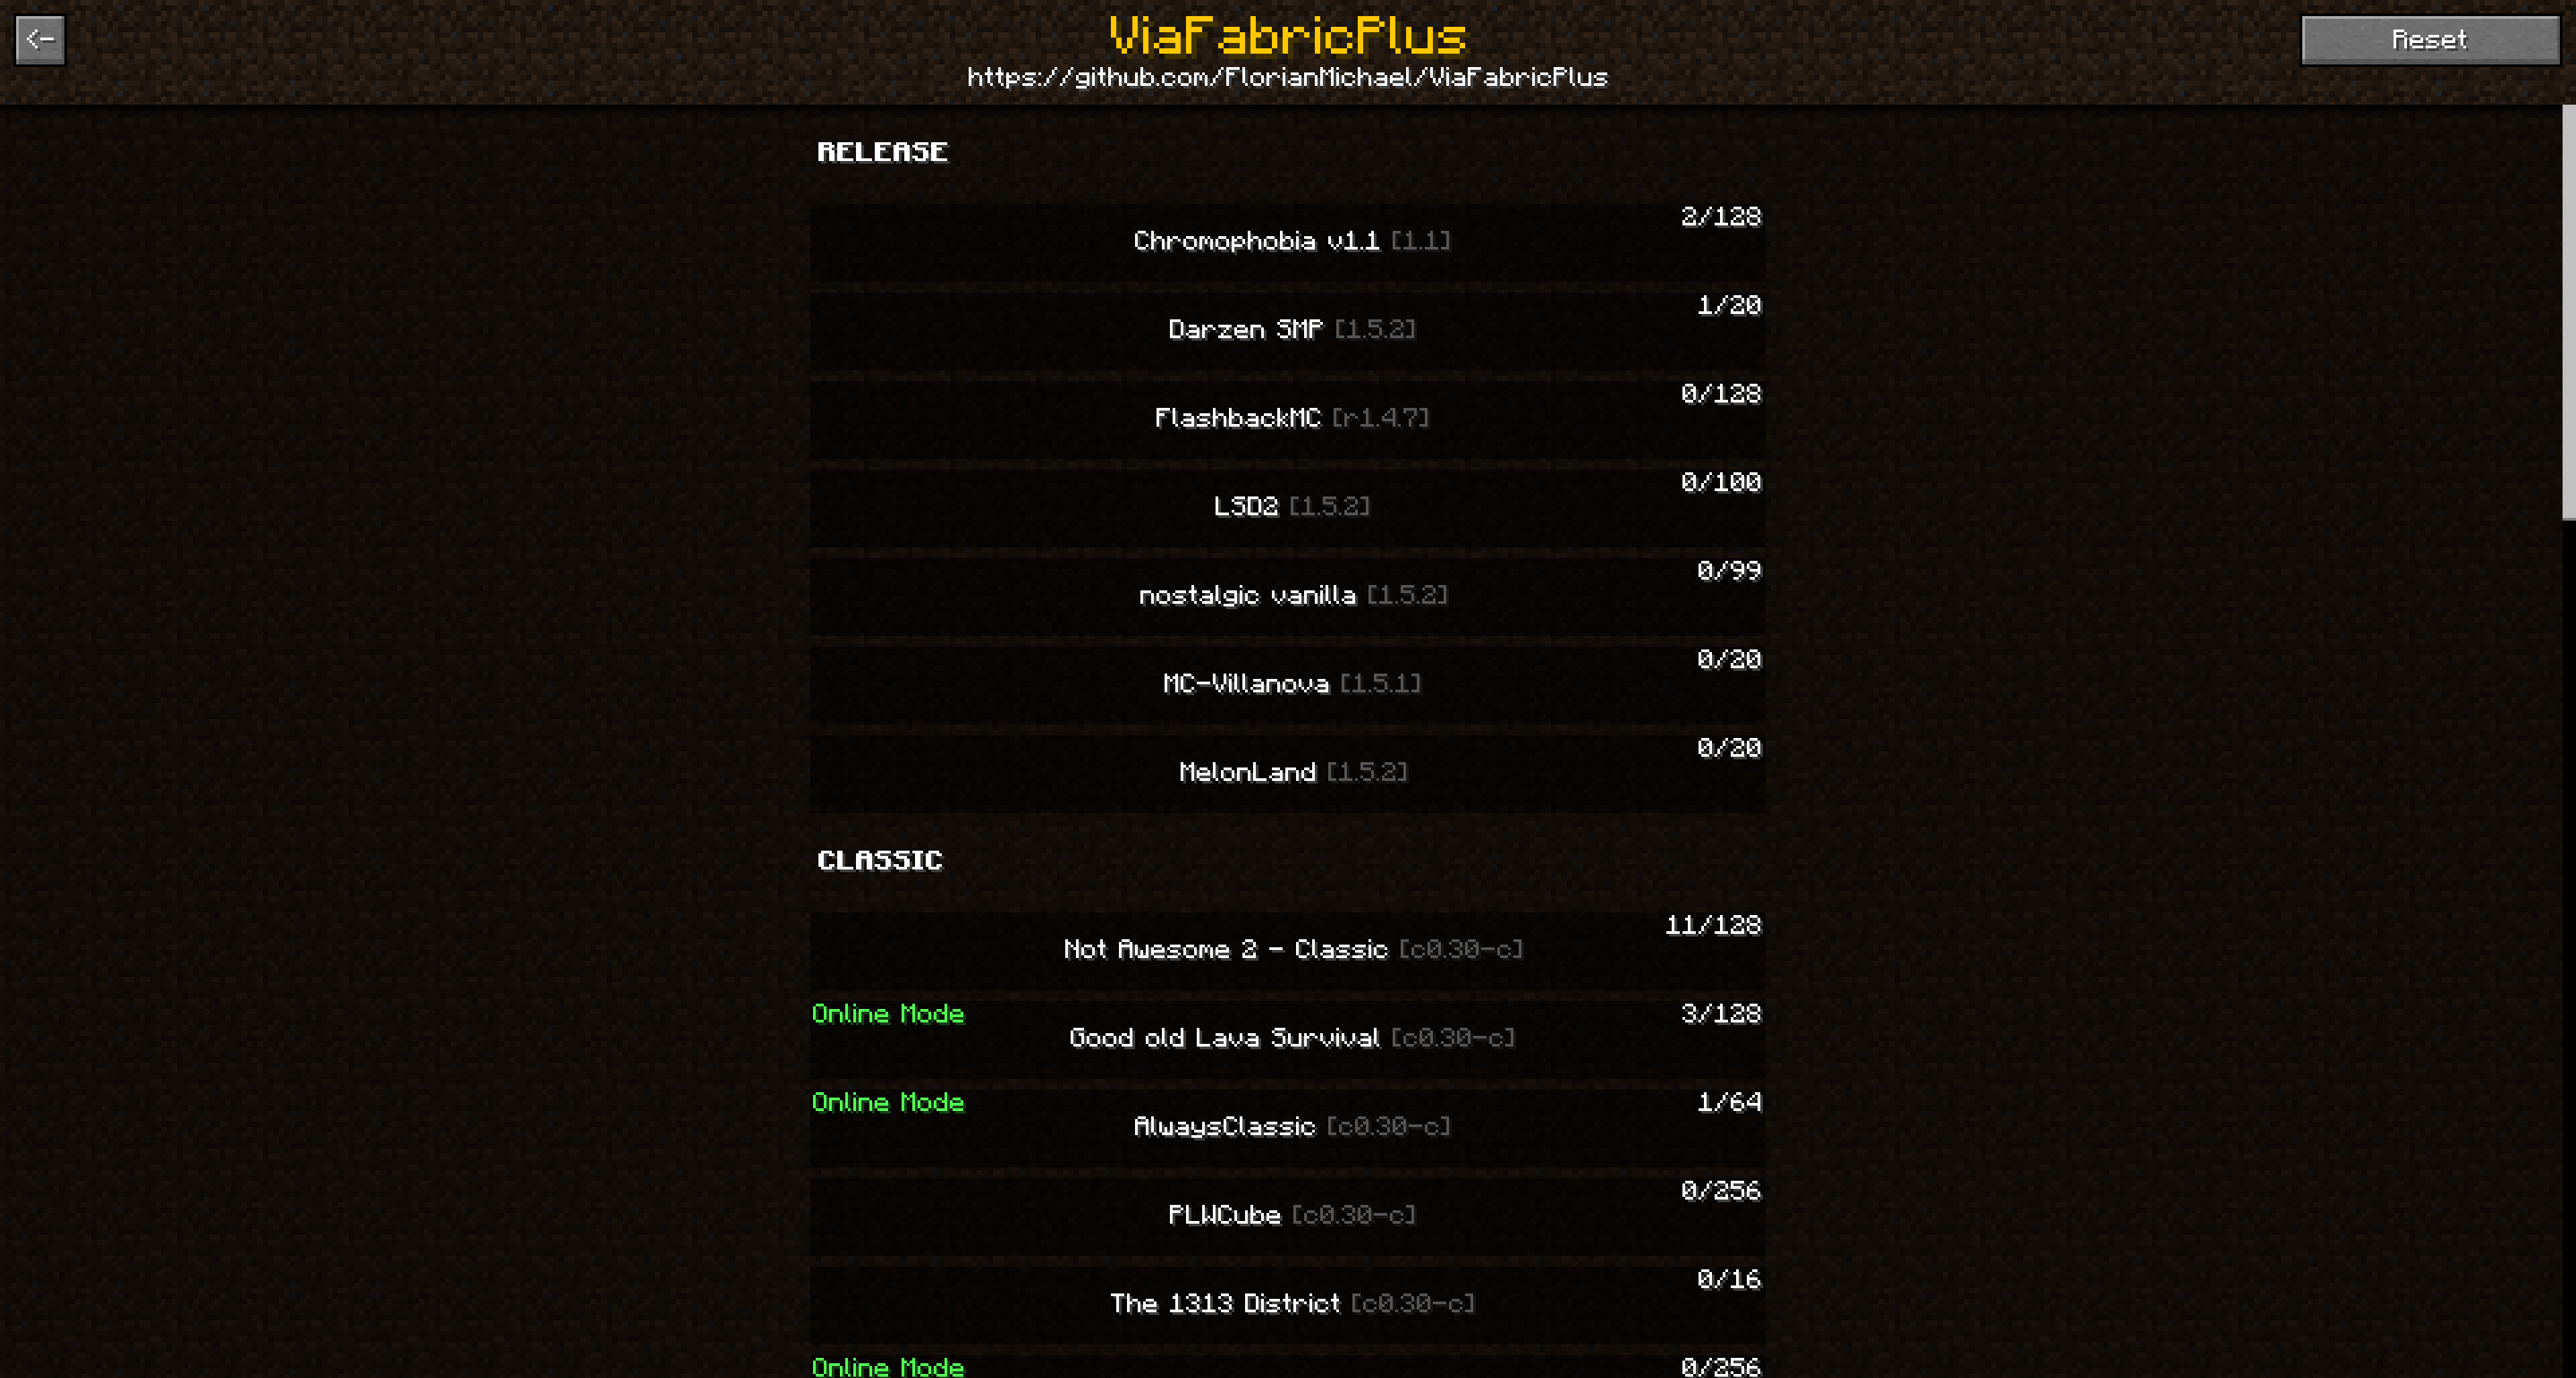 <-
ViaFabricPlus
Reset
https://github.com/FlorianMichael/ViaFabricPlus
RELEASE
2/128
Chromophobia v1.1 [1.1]
1/20
Darzen SMP [1.5.2]
0/128
FlashbackMC [r1.4.7]
0/100
LSD2 [1.5.2]
0/99
nostalgic vanilla [1.5.2]
0/20
MC-Villanova [1.5.1]
0/20
MelonLand [1.5.2]
CLASSIC
11/128
Not Awesome 2 - Classic [c0.30-c]
Online Mode 3/128
Good old Lava Survival [c0.30-c]
Online Mode 1/64
AlwaysClassic [c0.30-c]
0/256
PLWCube [c0.30-c]
0/16
The 1313 District [c0.30-c]
Online Mode 0/256